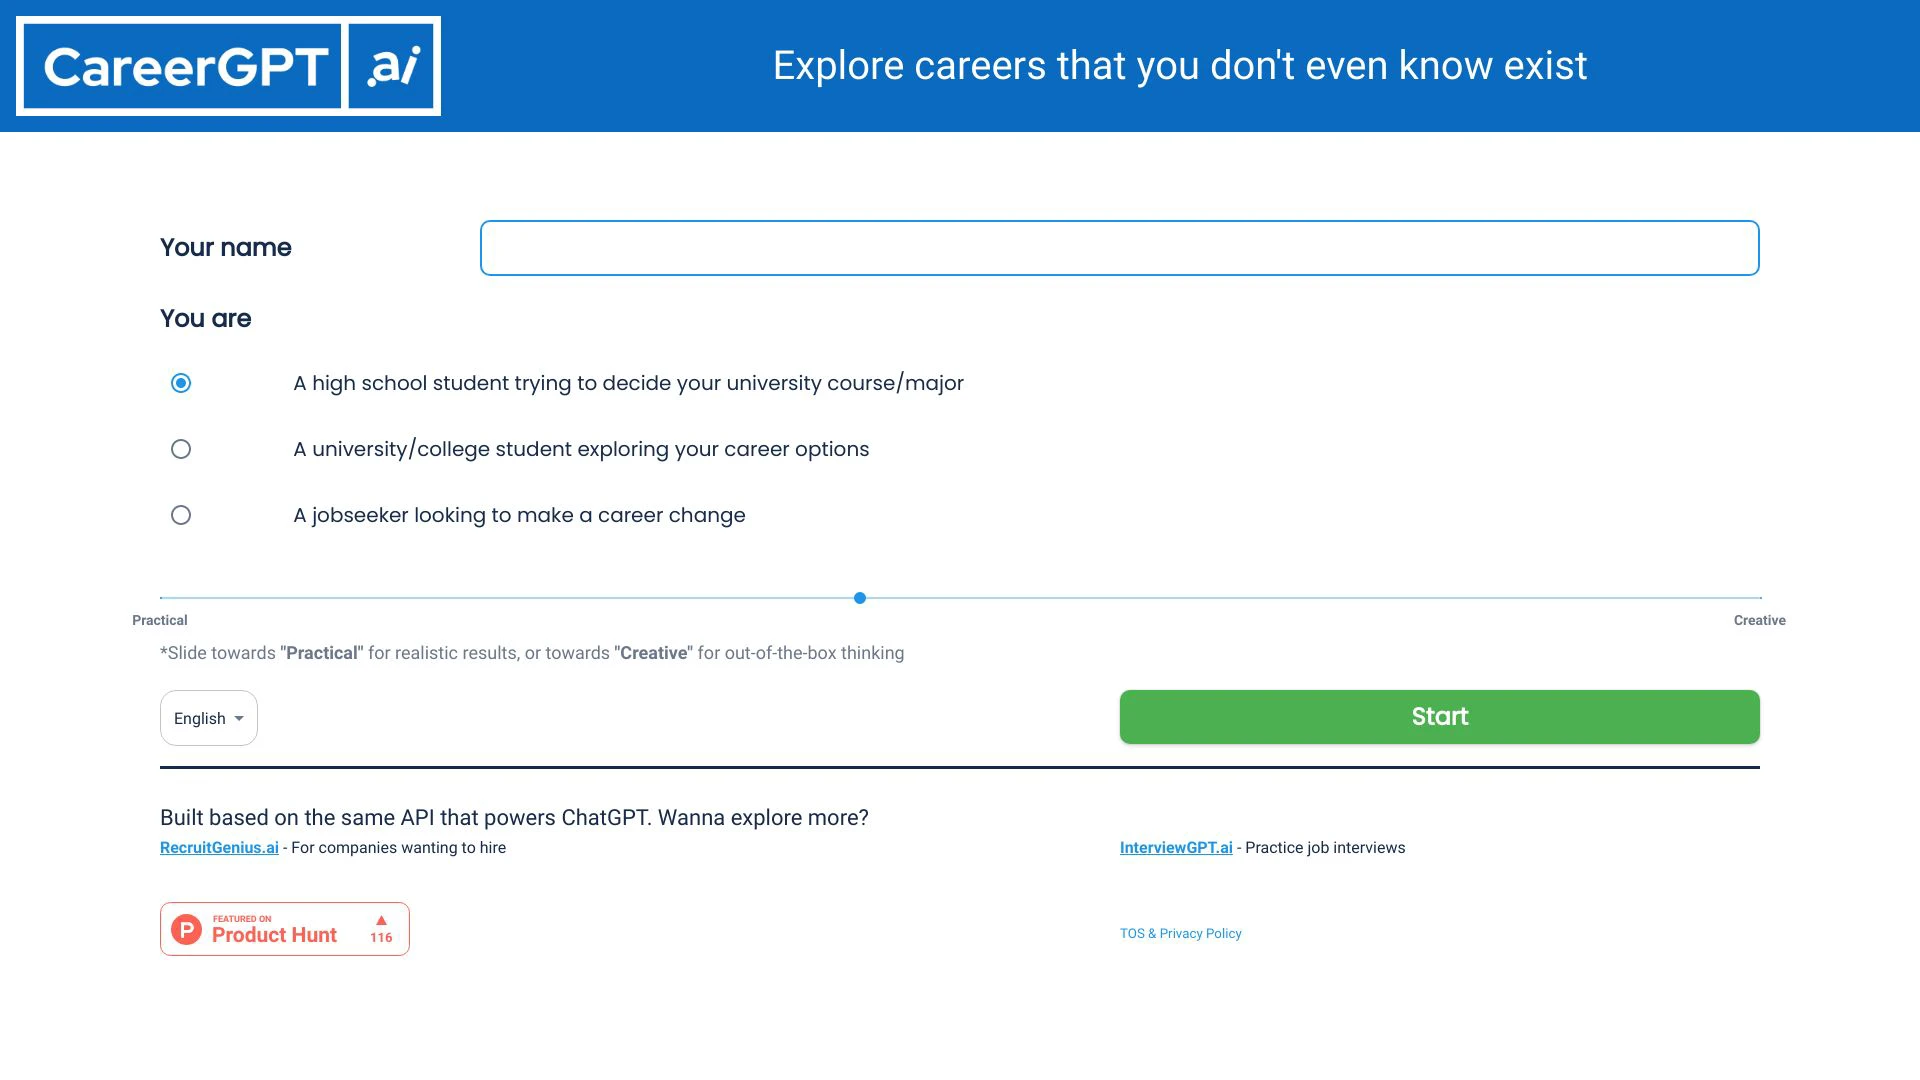 CareerGPT .ai
Explore careers that you don't even know exist
Your name
You are
A high school student trying to decide your university course/major
A university/college student exploring your career options
A jobseeker looking to make a career change
Practical
Creative
*Slide towards "Practical" for realistic results, or towards "Creative" for out-of-the-box thinking
English
Start
Built based on the same API that powers ChatGPT. Wanna explore more?
RecruitGenius.ai - For companies wanting to hire
InterviewGPT.ai - Practice job interviews
P
FEATURED ON
Product Hunt
116
TOS & Privacy Policy